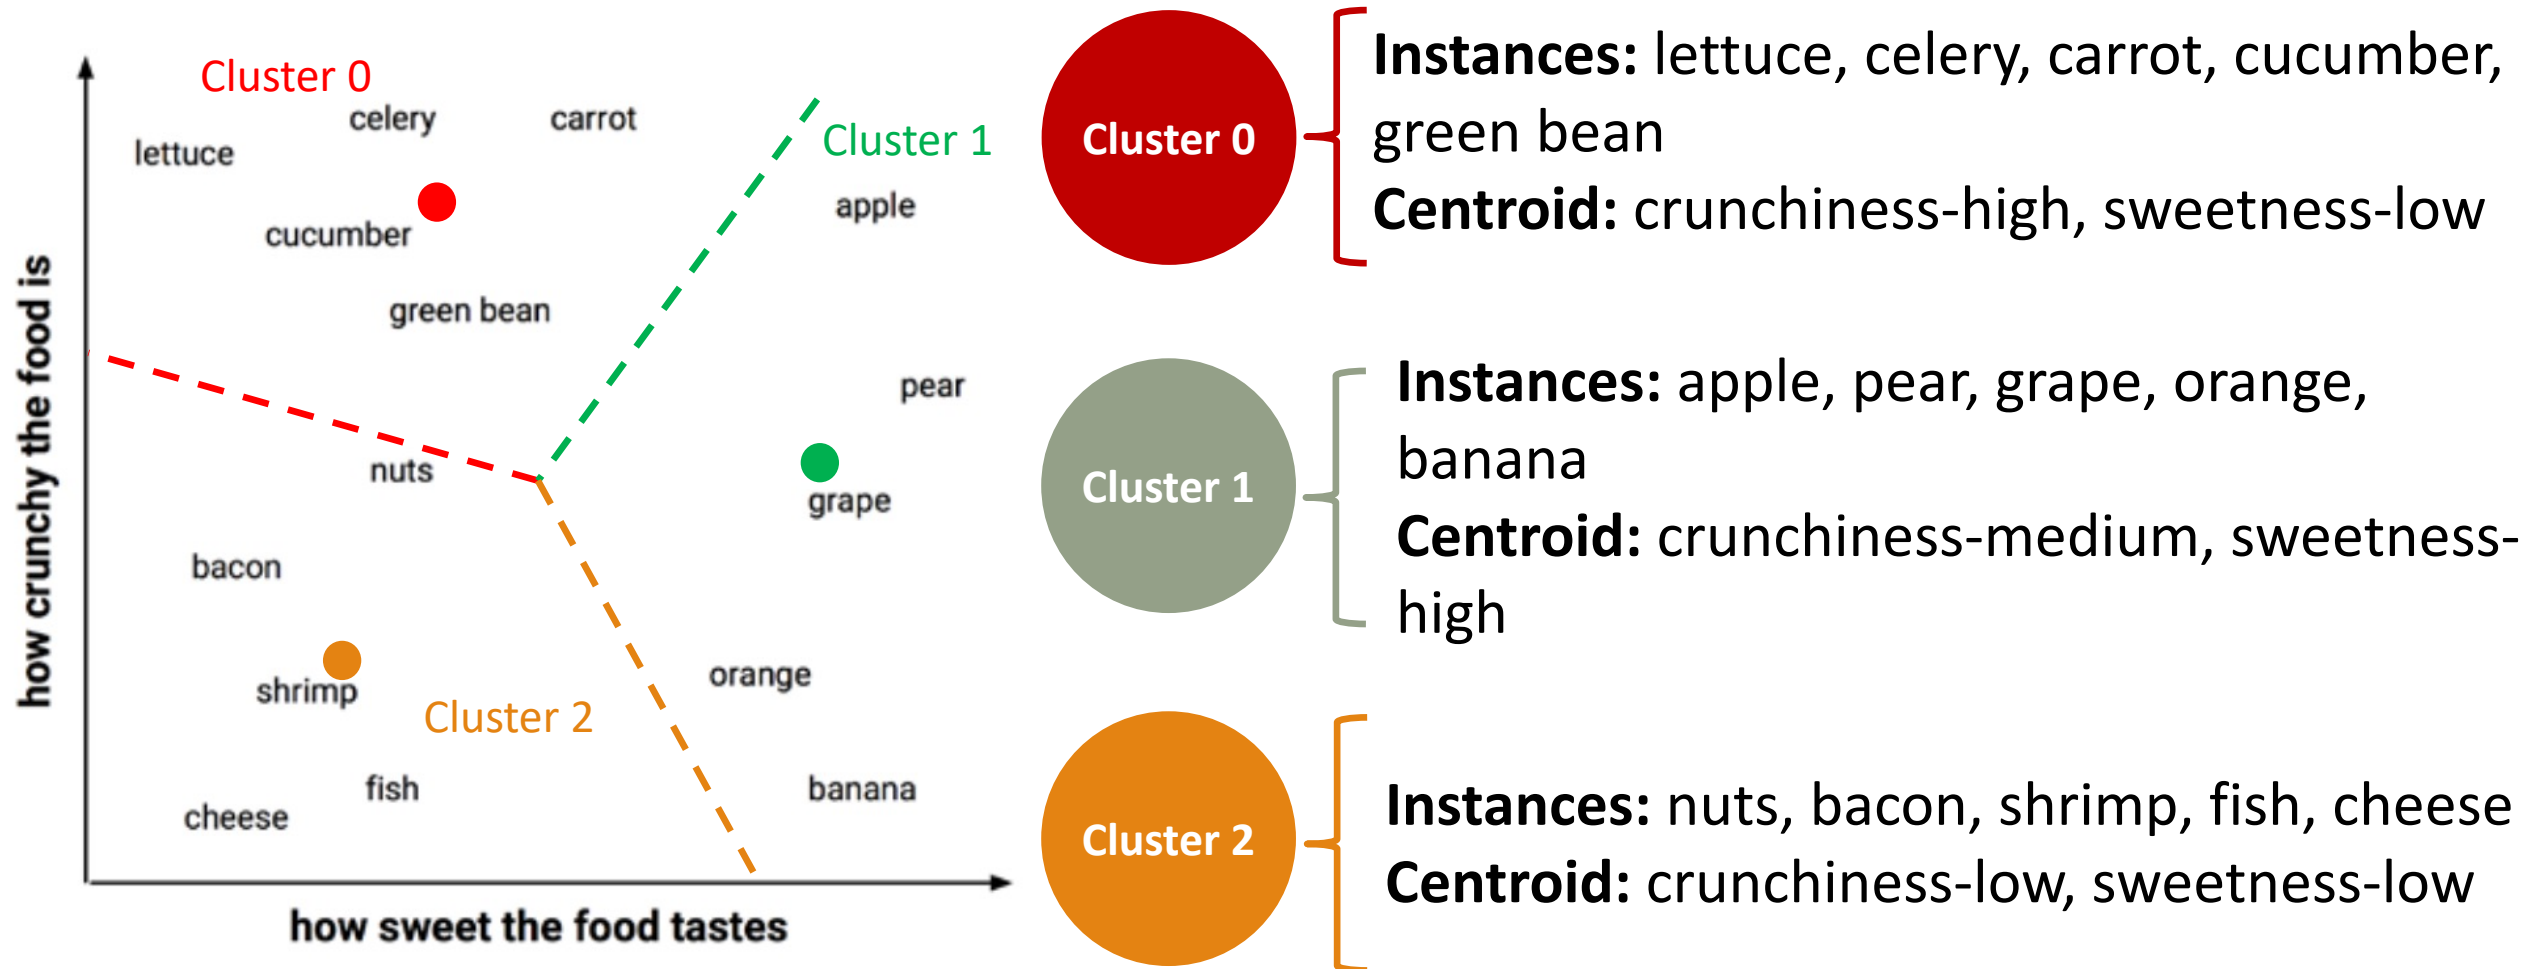 Cluster 0
celery
carrot
lettuce
cucumber
green bean
Cluster 1
apple
pear
grape
nuts
bacon
shrimp
Cluster 2
orange
fish
banana
cheese
how crunchy the food is
how sweet the food tastes
Cluster 0
Instances: lettuce, celery, carrot, cucumber,
green bean
Centroid: crunchiness-high, sweetness-low
Cluster 1
Instances: apple, pear, grape, orange,
banana
Centroid: crunchiness-medium, sweetness-
high
Cluster 2
Instances: nuts, bacon, shrimp, fish, cheese
Centroid: crunchiness-low, sweetness-low